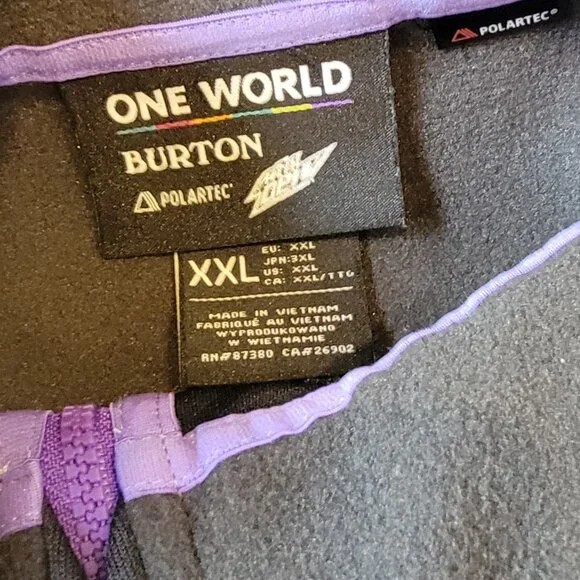 POLARTEC®
ONE WORLD
BURTON
POLARTEC®
XXL
EU: XXL
JPN: 3XL
US: XXL
CA: XXL/TTG
MADE IN VIETNAM
FABRIQUÉ AU VIETNAM
WYPRODUKOWANO
W WIETNAMIE
RN#87380 CA#26902